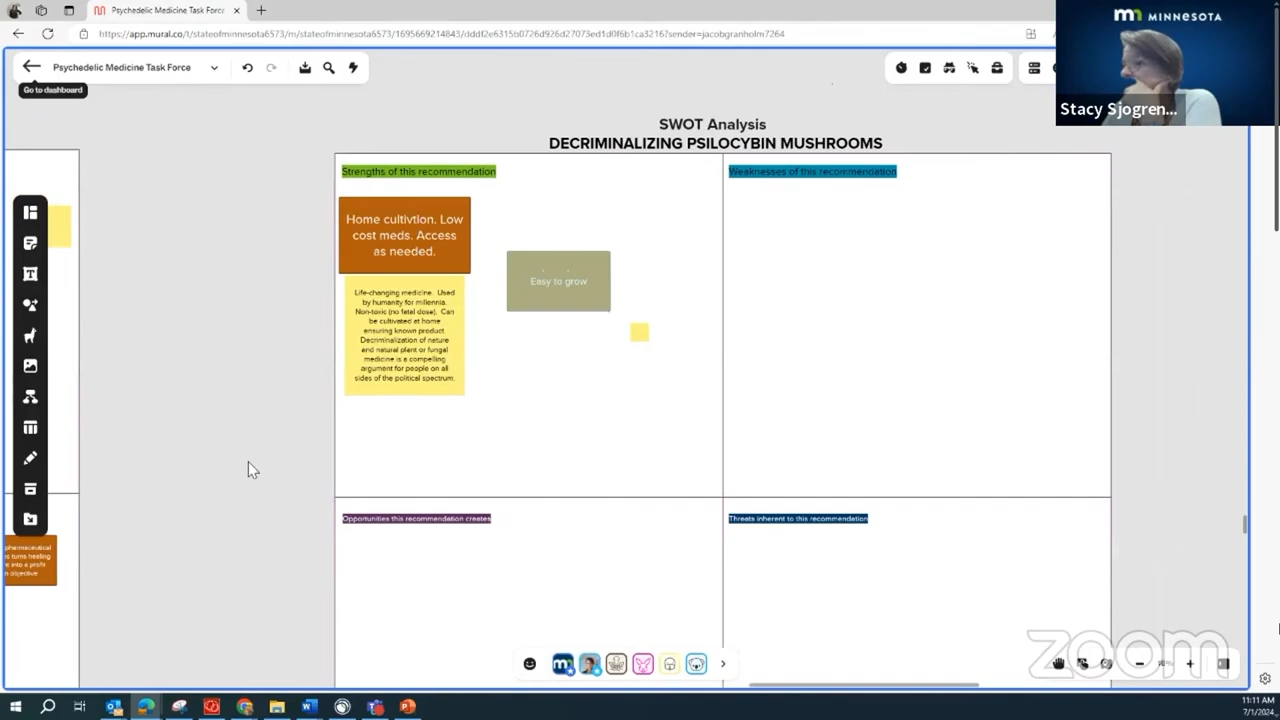 Psychedelic Medicine Task Force
https://app.mural.co/t/stateofminnesota6573/m/stateofminnesota6573/1695669214843/dddf2e6315b0726d926d27073ed1d0f6b1ca3216?sender=jacobgranholm7264
MINNESOTA
Psychedelic Medicine Task Force
Go to dashboard
Stacy Sjogren...
SWOT Analysis
DECRIMINALIZING PSILOCYBIN MUSHROOMS
Strengths of this recommendation
Weaknesses of this recommendation
Home cultivtion. Low
cost meds. Access
as needed.
Easy to grow
Life-changing medicine. Used
by humanity for millennia.
Non-toxic (no fetal dose). Can
be cultivated at home
ensuring known product.
Decriminalization of nature
and natural plant or fungal
medicine is a compelling
argument for people on all
sides of the political spectrum.
Opportunities this recommendation creates
Threats inherent to this recommendation
pharmaceutical
turns healing
into a profit
objective
zoom
11:11 AM
7/1/2024